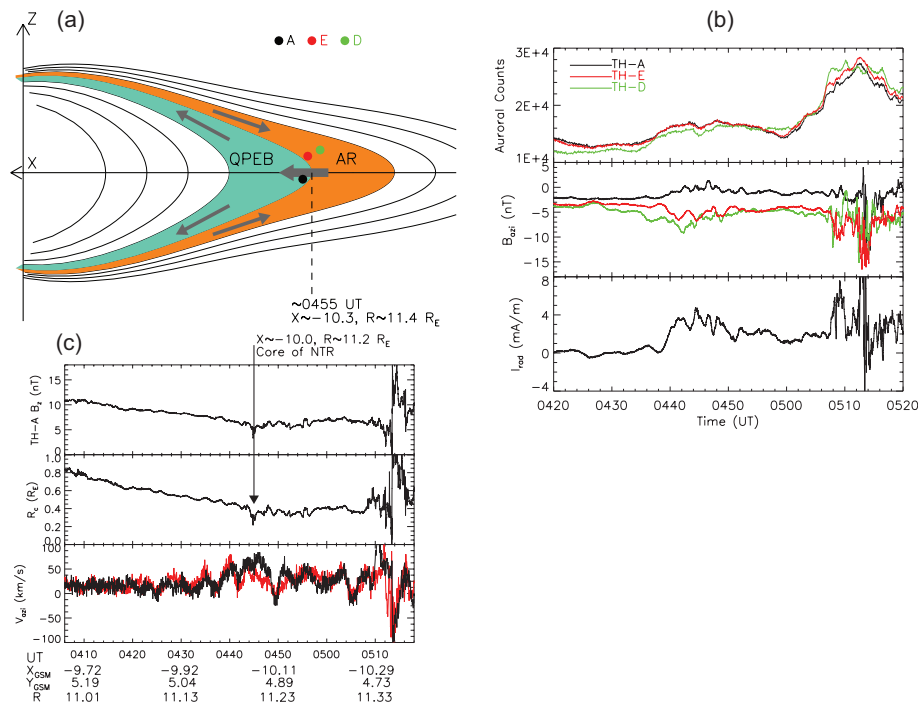 (a)
Z
A E D
QPEB AR
X
~0455 UT
X~-10.3, R~11.4 R_E
(b)
3E+4
2E+4
1E+4
Auroral Counts
TH-A
TH-E
TH-D
5
0
-5
-10
-15
B_azi (nT)
8
4
0
-4
I_rad (mA/m)
0420 0430 0440 0450 0500 0510 0520
Time (UT)
(c)
X~-10.0, R~11.2 R_E
Core of NTR
15
10
5
0
TH-A B_z (nT)
1.0
0.8
0.6
0.4
0.2
0.0
R_c (R_E)
100
50
0
-50
-100
V_azi (km/s)
UT 0410 0420 0430 0440 0450 0500 0510
X_GSM -9.72 -9.92 -10.11 -10.29
Y_GSM 5.19 5.04 4.89 4.73
R 11.01 11.13 11.23 11.33